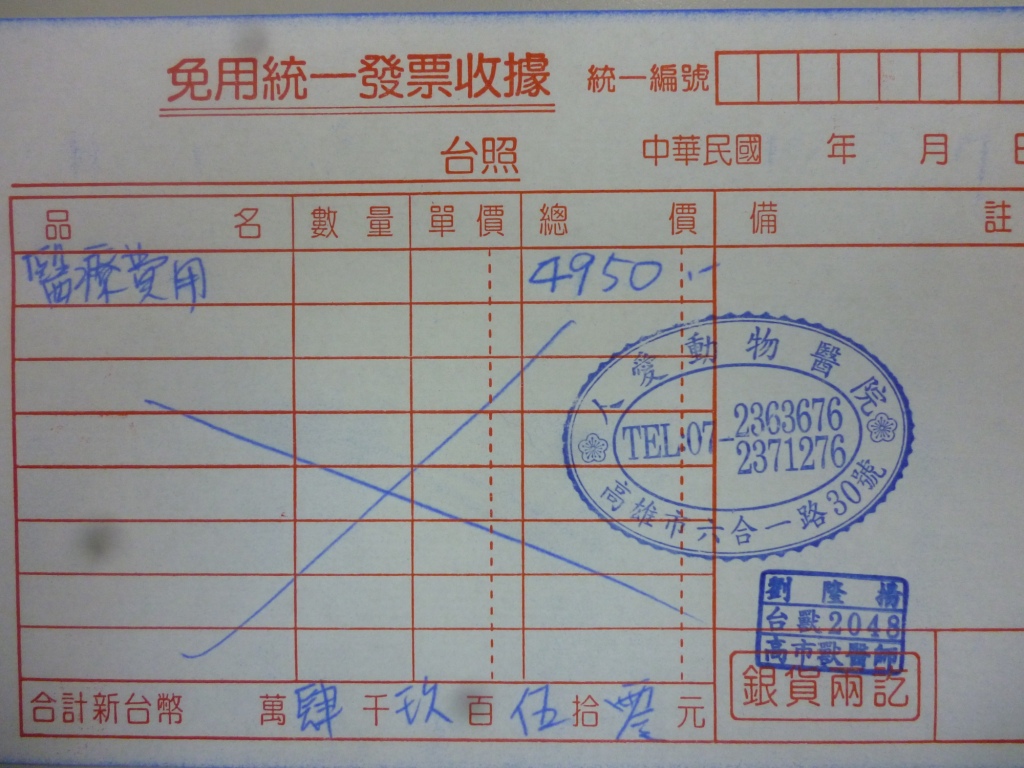 免用統一發票收據 統一編號
台照 中華民國 年 月 日
品名 數量 單價 總價 備註
醫療費用 4950.-
人愛動物醫院
TEL:07-2363676
2371276
高雄市六合一路30號
劉隆
台獸2048
高市獸醫師
銀貨兩訖
合計新台幣 萬肆千玖百伍拾零元